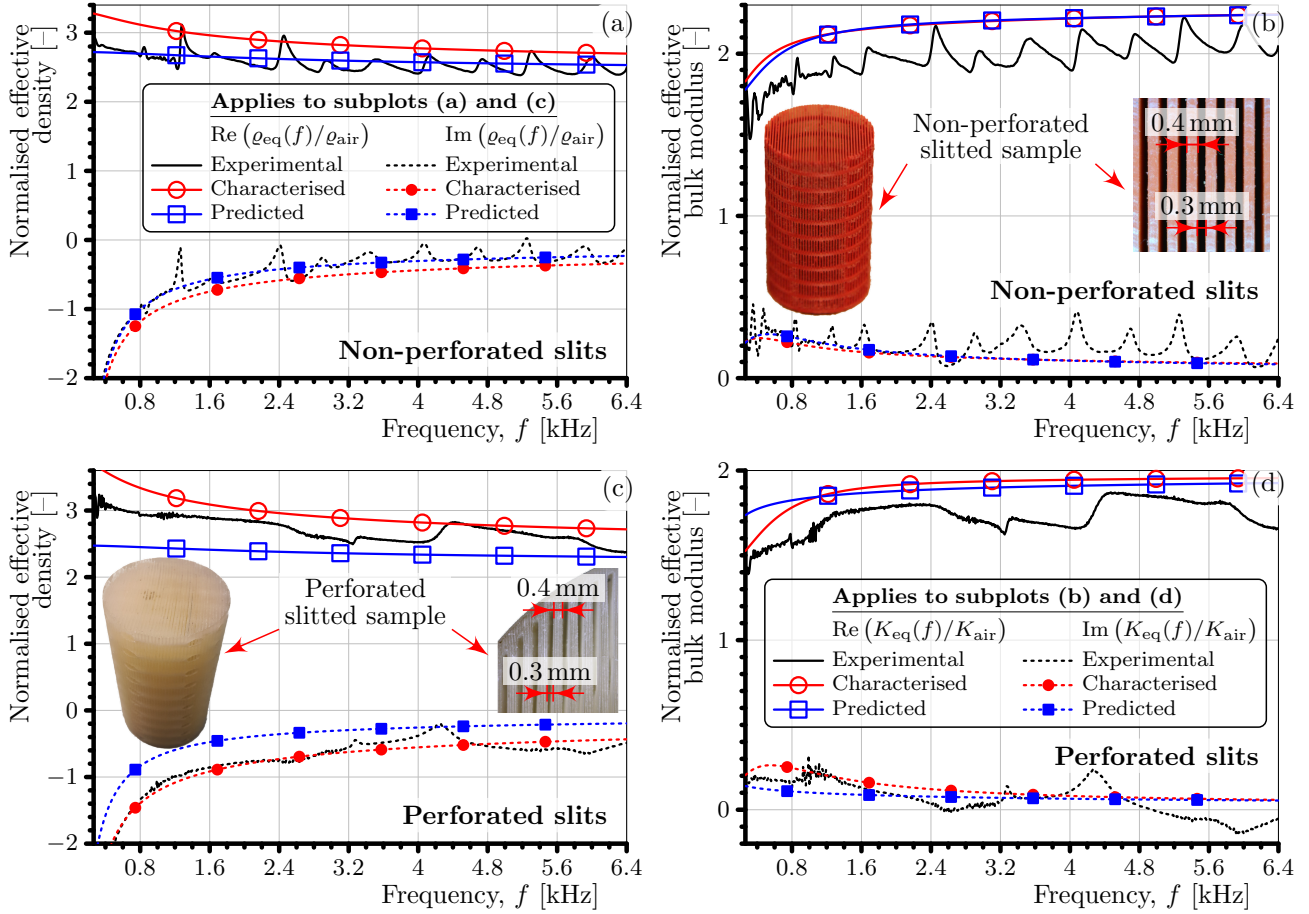 (a)
Normalised effective
density [–]
3
2
1
0
−1
−2
Applies to subplots (a) and (c)
Re (ϱeq(f)/ϱair) Im (ϱeq(f)/ϱair)
Experimental Experimental
Characterised Characterised
Predicted Predicted
Non-perforated slits
0.8 1.6 2.4 3.2 4 4.8 5.6 6.4
Frequency, f [kHz]
(b)
Normalised effective
bulk modulus [–]
2
1
0
Non-perforated
slitted sample
0.4 mm
0.3 mm
Non-perforated slits
0.8 1.6 2.4 3.2 4 4.8 5.6 6.4
Frequency, f [kHz]
(c)
Normalised effective
density [–]
3
2
1
0
−1
−2
Perforated
slitted sample
0.4 mm
0.3 mm
Perforated slits
0.8 1.6 2.4 3.2 4 4.8 5.6 6.4
Frequency, f [kHz]
(d)
Normalised effective
bulk modulus [–]
2
1
0
Applies to subplots (b) and (d)
Re (Keq(f)/Kair) Im (Keq(f)/Kair)
Experimental Experimental
Characterised Characterised
Predicted Predicted
Perforated slits
0.8 1.6 2.4 3.2 4 4.8 5.6 6.4
Frequency, f [kHz]